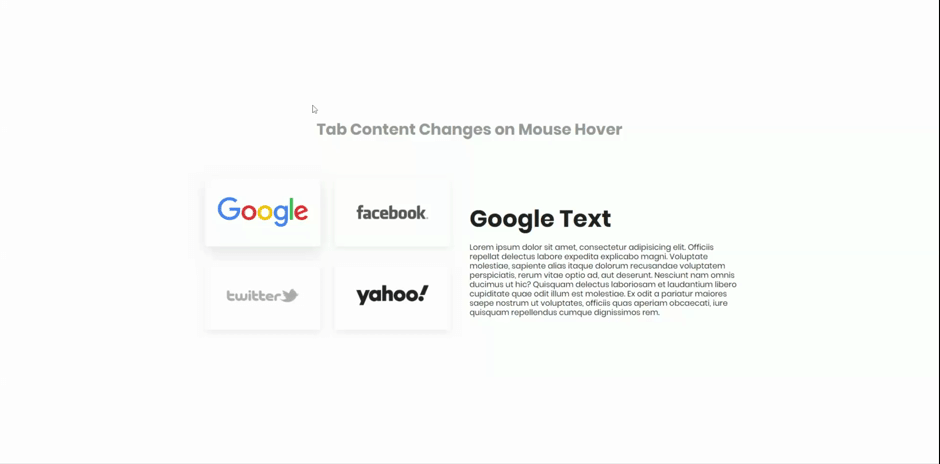 Tab Content Changes on Mouse Hover
Google
facebook.
twitter
yahoo!
Google Text
Lorem ipsum dolor sit amet, consectetur adipisicing elit. Officiis
repellat delectus labore expedita explicabo magni. Voluptate
molestiae, sapiente alias itaque dolorum recusandae voluptatem
perspiciatis, rerum vitae optio ad, aut deserunt. Nesciunt nam omnis
ducimus ut hic? Quisquam delectus laboriosam et laudantium libero
cupiditate quae odit illum est molestiae. Ex odit a pariatur maiores
saepe nostrum ut voluptates, officiis quas aperiam obcaecati, iure
quisquam repellendus cumque dignissimos rem.